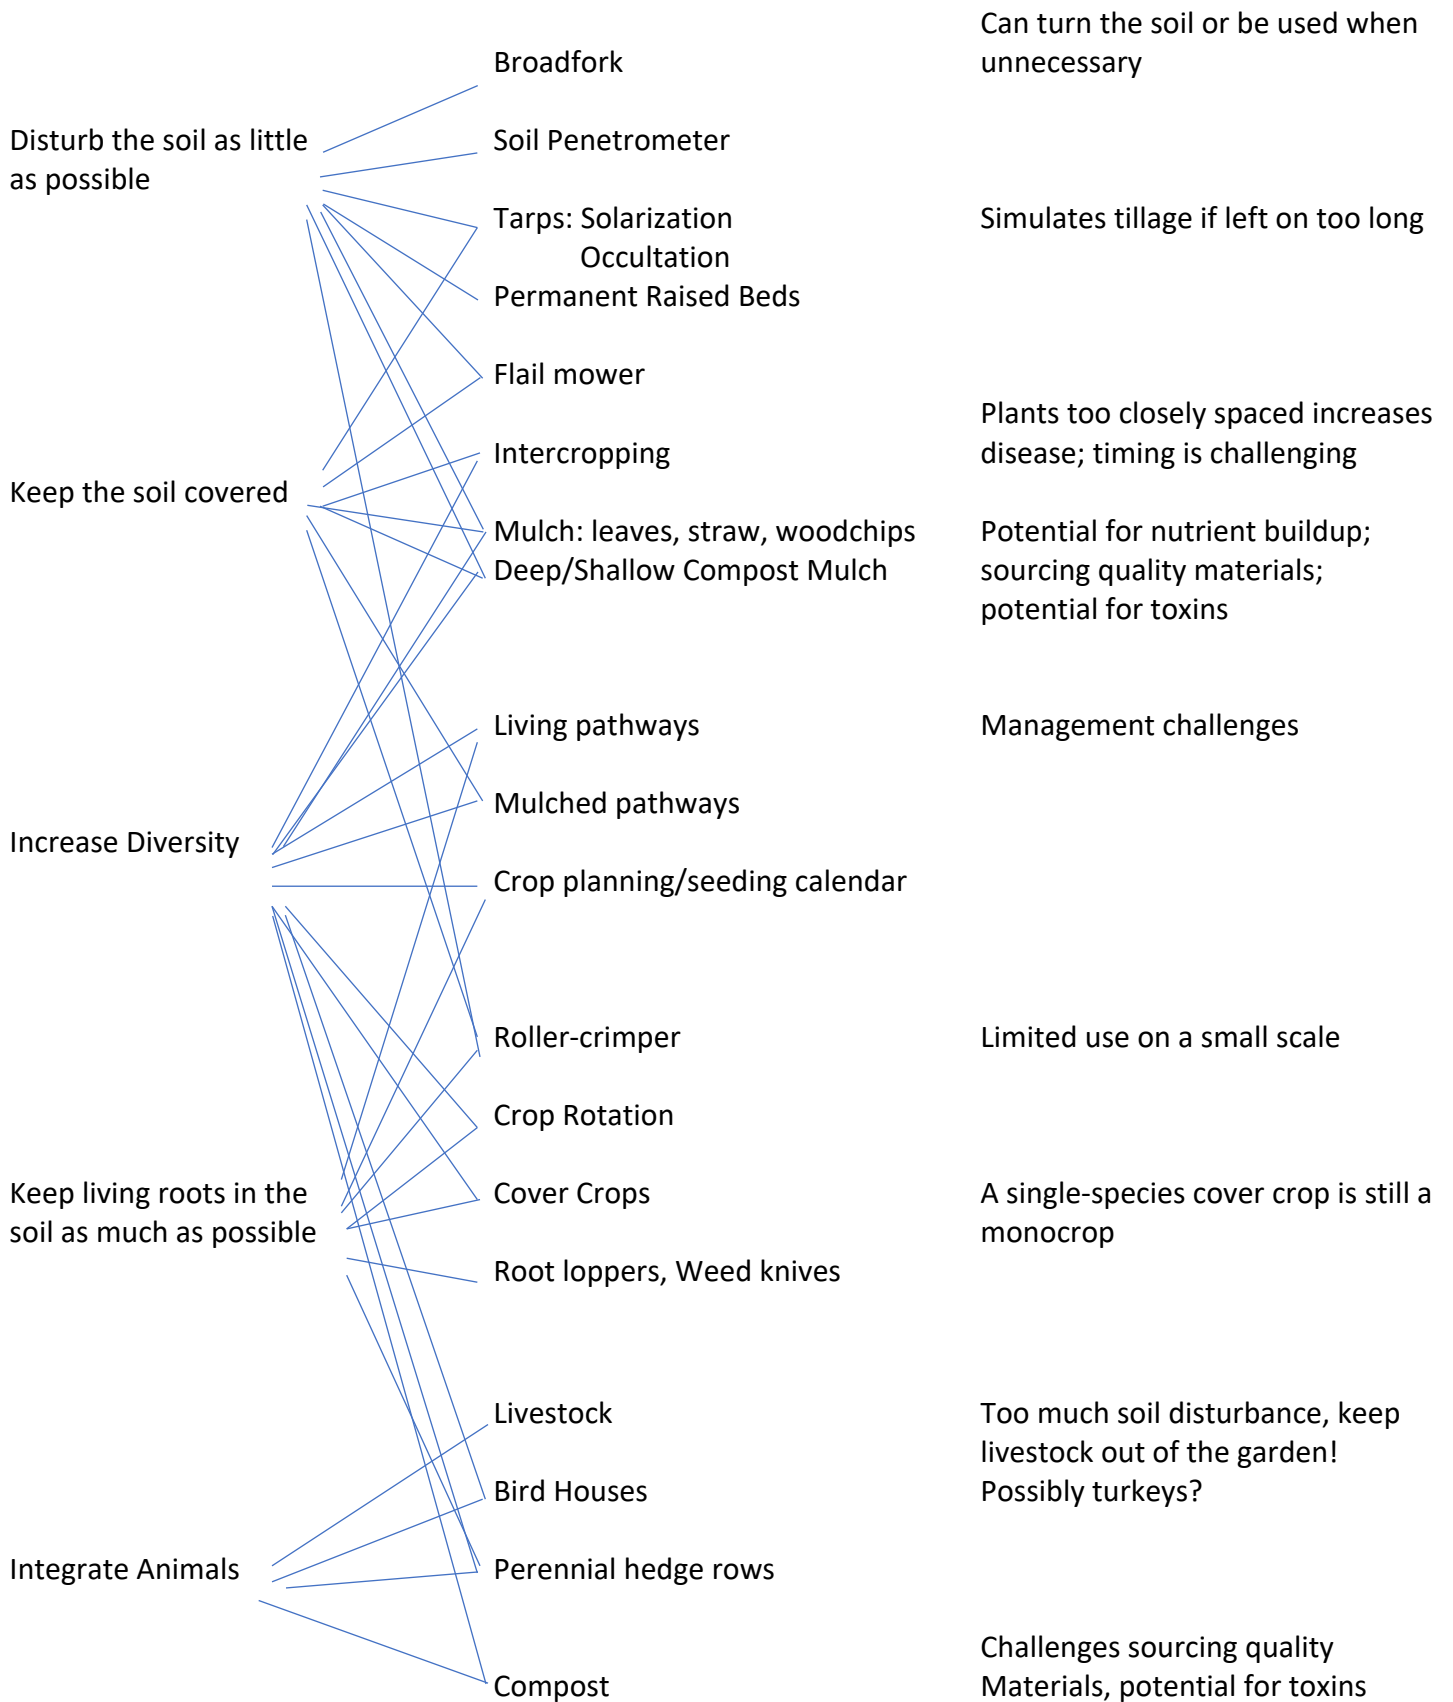 Can turn the soil or be used when
Broadfork
unnecessary
Disturb the soil as little
as possible
Soil Penetrometer
Tarps: Solarization
Occultation
Simulates tillage if left on too long
Permanent Raised Beds
Flail mower
Plants too closely spaced increases
Intercropping
disease; timing is challenging
Keep the soil covered
Mulch: leaves, straw, woodchips
Deep/Shallow Compost Mulch
Potential for nutrient buildup;
sourcing quality materials;
potential for toxins
Living pathways
Management challenges
Mulched pathways
Increase Diversity
Crop planning/seeding calendar
Roller-crimper
Limited use on a small scale
Crop Rotation
Keep living roots in the
soil as much as possible
Cover Crops
A single-species cover crop is still a
monocrop
Root loppers, Weed knives
Livestock
Too much soil disturbance, keep
livestock out of the garden!
Bird Houses
Possibly turkeys?
Integrate Animals
Perennial hedge rows
Challenges sourcing quality
Compost
Materials, potential for toxins